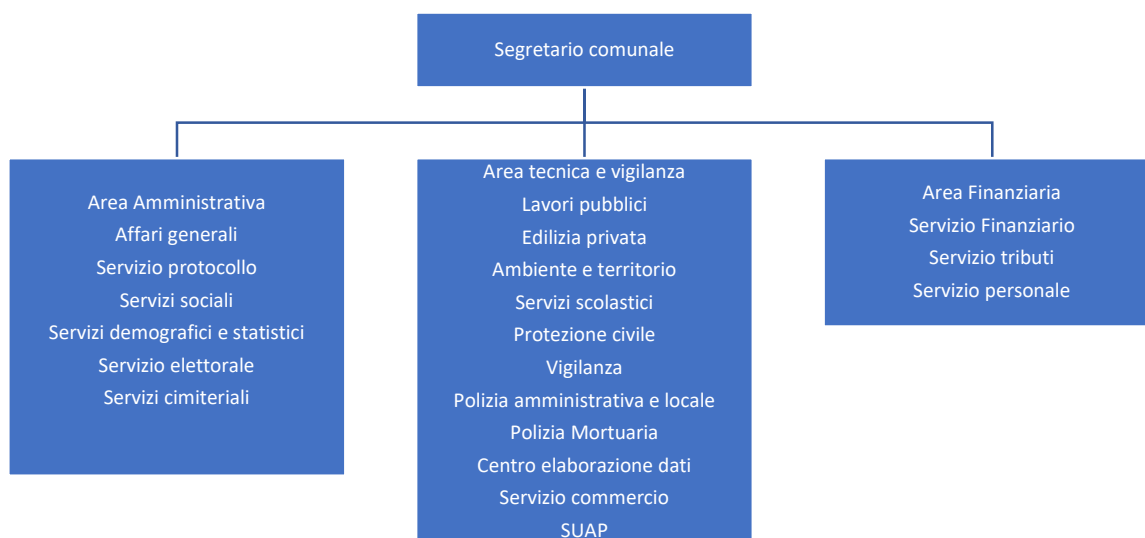 Segretario comunale
Area Amministrativa
Affari generali
Servizio protocollo
Servizi sociali
Servizi demografici e statistici
Servizio elettorale
Servizi cimiteriali
Area tecnica e vigilanza
Lavori pubblici
Edilizia privata
Ambiente e territorio
Servizi scolastici
Protezione civile
Vigilanza
Polizia amministrativa e locale
Polizia Mortuaria
Centro elaborazione dati
Servizio commercio
SUAP
Area Finanziaria
Servizio Finanziario
Servizio tributi
Servizio personale